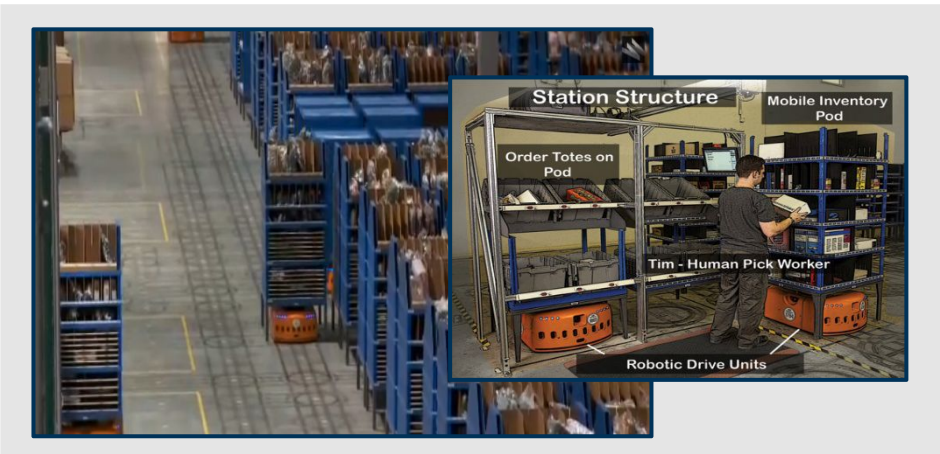 Station Structure
Mobile Inventory
Pod
Order Totes on
Pod
Tim - Human Pick Worker
Robotic Drive Units